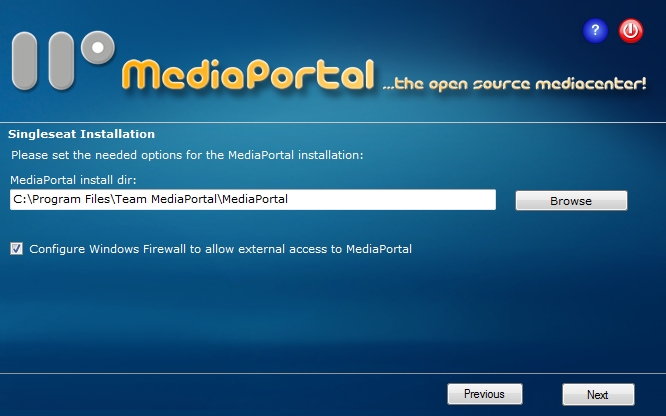 ?
MediaPortal ...the open source mediacenter!
Singleseat Installation
Please set the needed options for the MediaPortal installation:
MediaPortal install dir:
C:\Program Files\Team MediaPortal\MediaPortal
Browse
Configure Windows Firewall to allow external access to MediaPortal
Previous
Next